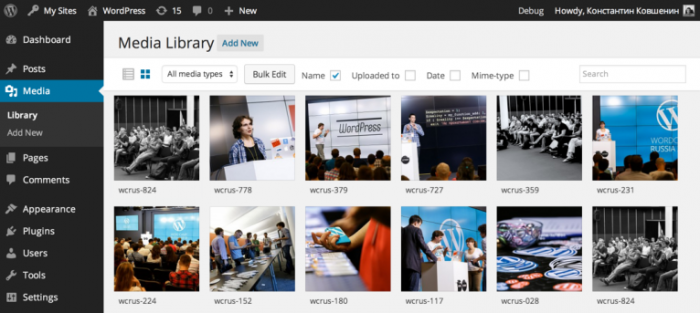 My Sites WordPress 15 0 New Debug Howdy, Константин Ковшенин
Dashboard
Posts
Media
Library
Add New
Pages
Comments
Appearance
Plugins
Users
Tools
Settings
Media Library Add New
All media types Bulk Edit Name Uploaded to Date Mime-type Search
WordPress
WORDC
RUSSIA
wcrus-824 wcrus-778 wcrus-379 wcrus-727 wcrus-359 wcrus-231
wcrus-224 wcrus-152 wcrus-180 wcrus-117 wcrus-028 wcrus-824